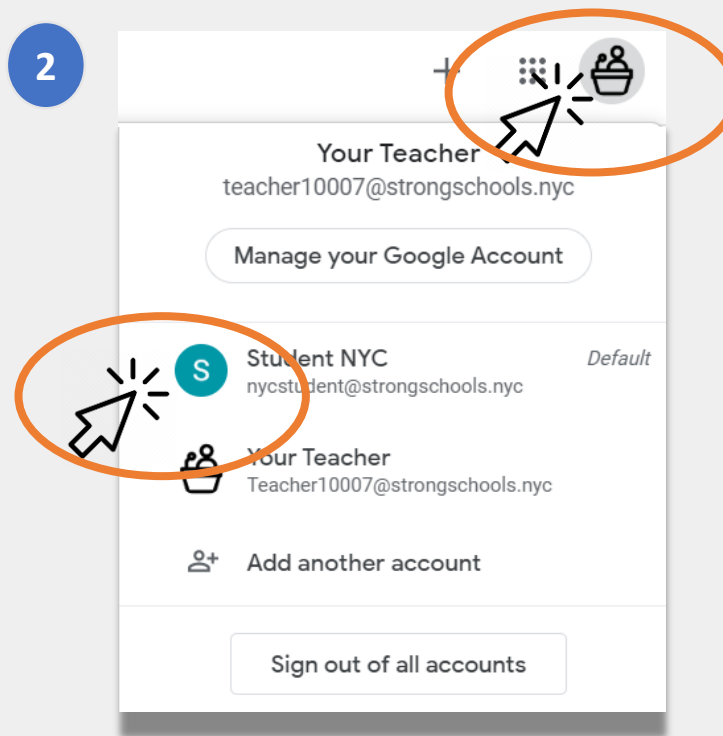 2
Your Teacher
teacher10007@strongschools.nyc
Manage your Google Account
S
Student NYC
Default
nycstudent@strongschools.nyc
Your Teacher
Teacher10007@strongschools.nyc
Add another account
Sign out of all accounts